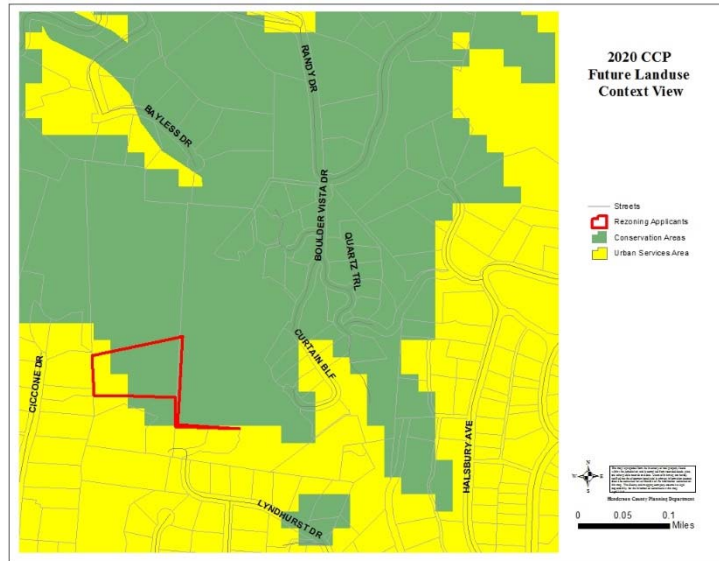 2020 CCP
Future Landuse
Context View
Streets
Rezoning Applicants
Conservation Areas
Urban Services Area
RANDY DR
BAYLESS DR
BOULDER VISTA DR
QUARTZ TRL
CURTAIN BLF
CICCONE DR.
HALSBURY AVE
LYNDHURST DR
N
W
E
S
Henderson County Planning Department
0 0.05 0.1
Miles